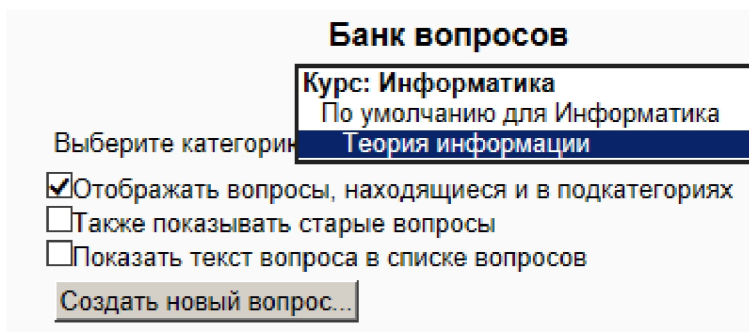 Банк вопросов
Курс: Информатика
По умолчанию для Информатика
Выберите категорию Теория информации
Отображать вопросы, находящиеся и в подкатегориях
Также показывать старые вопросы
Показать текст вопроса в списке вопросов
Создать новый вопрос...